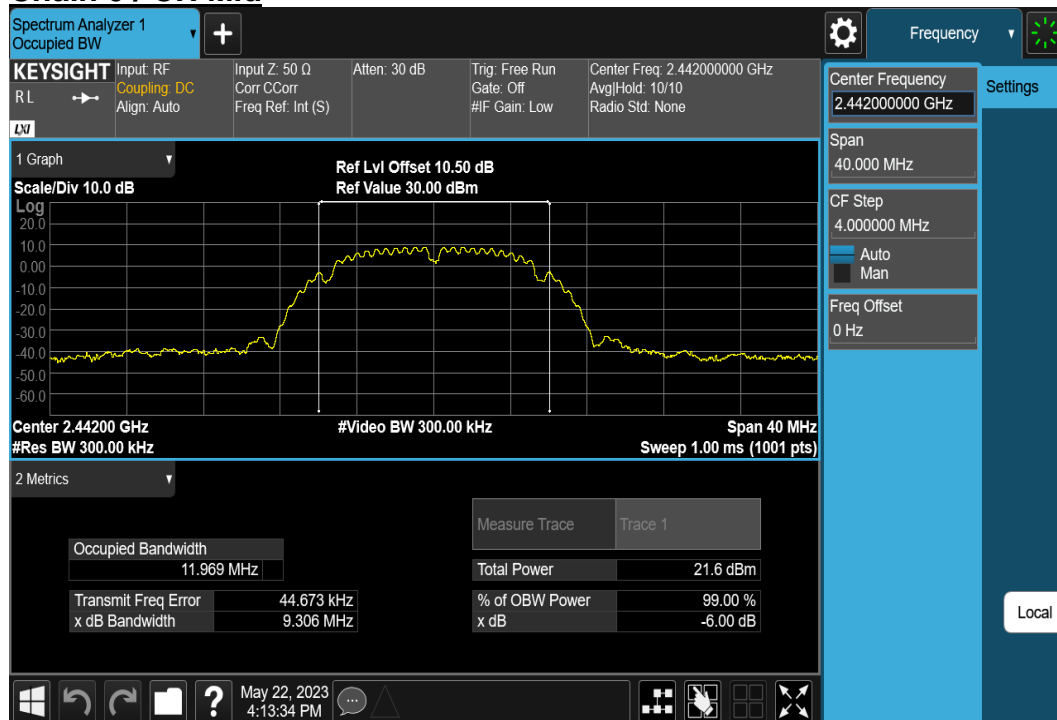 Spectrum Analyzer 1
Occupied BW
+
Frequency
KEYSIGHT
RL
LXI
Input: RF
Coupling: DC
Align: Auto
Input Z: 50 Ω
Corr CCorr
Freq Ref: Int (S)
Atten: 30 dB
Trig: Free Run
Gate: Off
#IF Gain: Low
Center Freq: 2.442000000 GHz
Avg|Hold: 10/10
Radio Std: None
Center Frequency
2.442000000 GHz
Settings
Span
40.000 MHz
CF Step
4.000000 MHz
Auto
Man
Freq Offset
0 Hz
Local
1 Graph
Scale/Div 10.0 dB
Ref Lvl Offset 10.50 dB
Ref Value 30.00 dBm
Log
20.0
10.0
0.00
-10.0
-20.0
-30.0
-40.0
-50.0
-60.0
Center 2.44200 GHz
#Video BW 300.00 kHz
Span 40 MHz
#Res BW 300.00 kHz
Sweep 1.00 ms (1001 pts)
2 Metrics
Measure Trace
Trace 1
Occupied Bandwidth
11.969 MHz
Total Power
21.6 dBm
Transmit Freq Error
44.673 kHz
% of OBW Power
99.00 %
x dB Bandwidth
9.306 MHz
x dB
-6.00 dB
?
May 22, 2023
4:13:34 PM